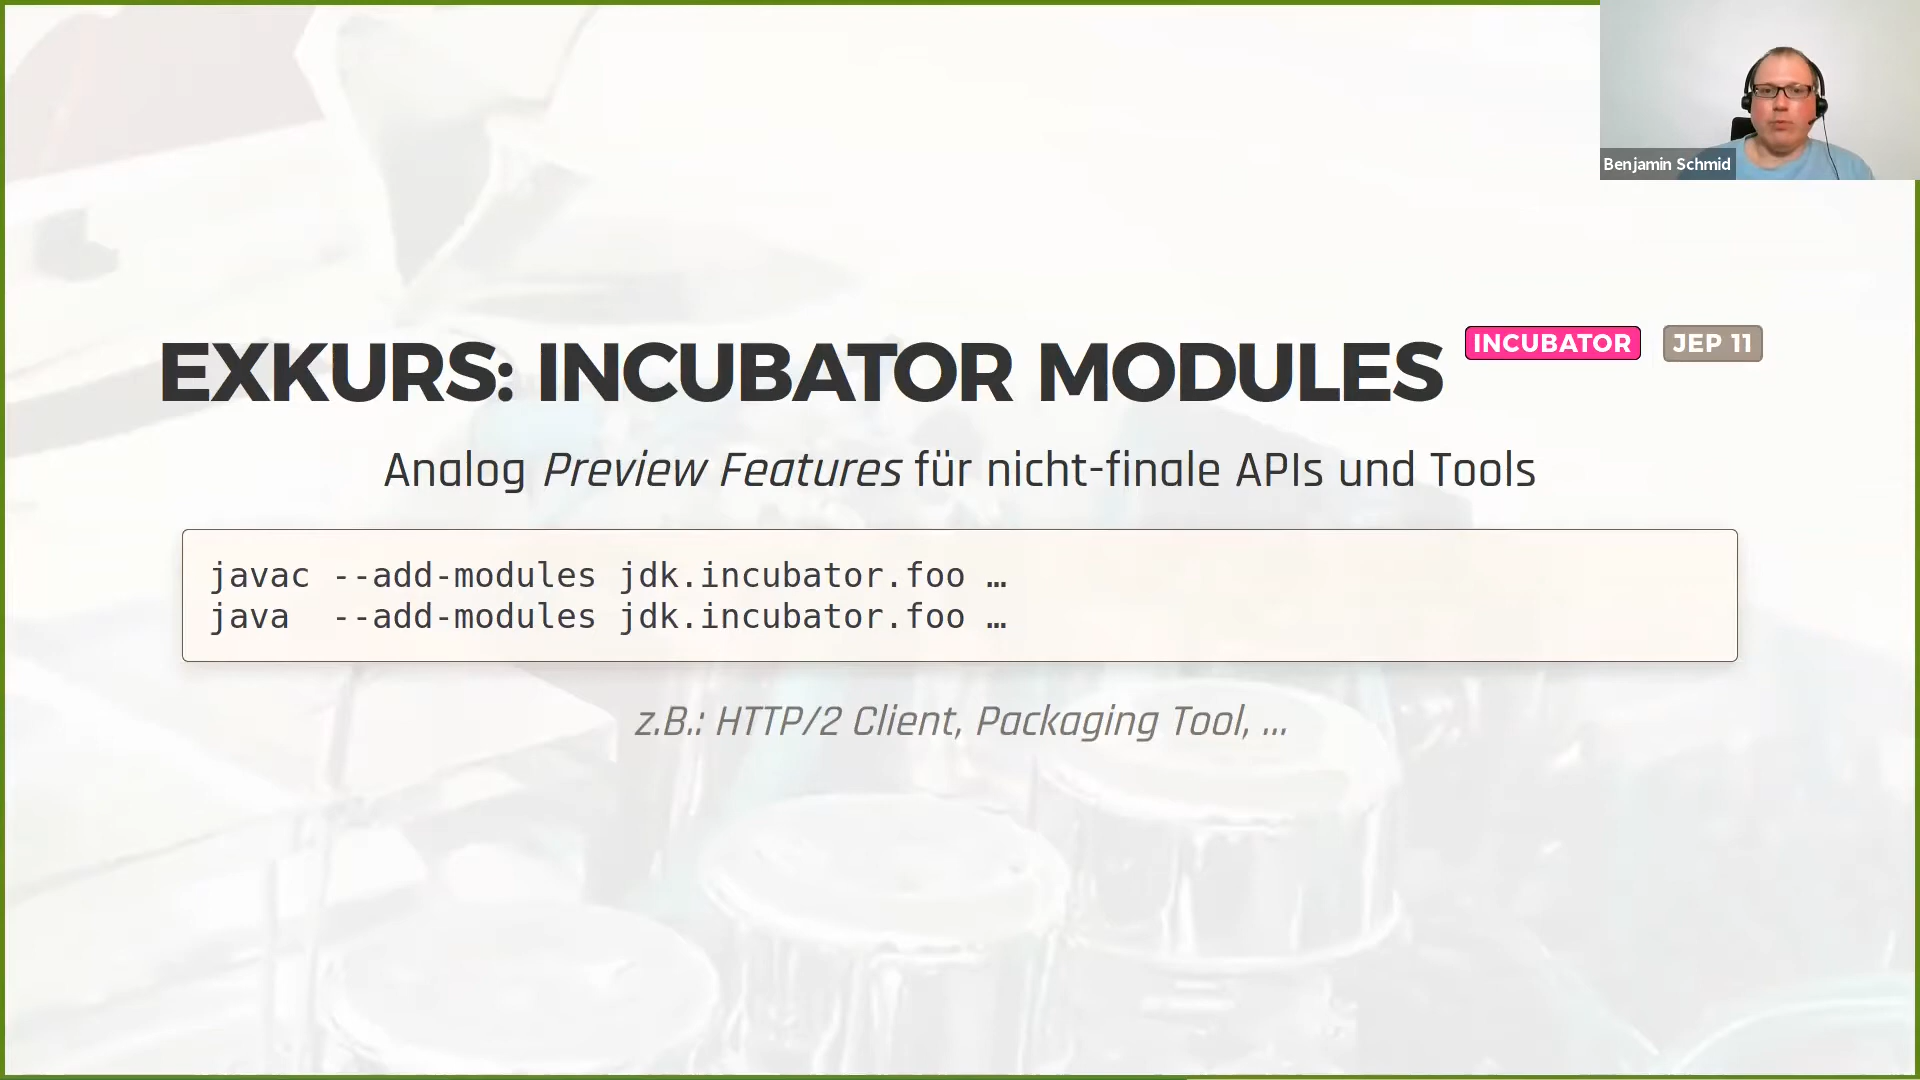 Benjamin Schmid
EXKURS: INCUBATOR MODULES INCUBATOR JEP 11
Analog Preview Features für nicht-finale APIs und Tools
javac --add-modules jdk.incubator.foo …
java  --add-modules jdk.incubator.foo …
z.B.: HTTP/2 Client, Packaging Tool, ...